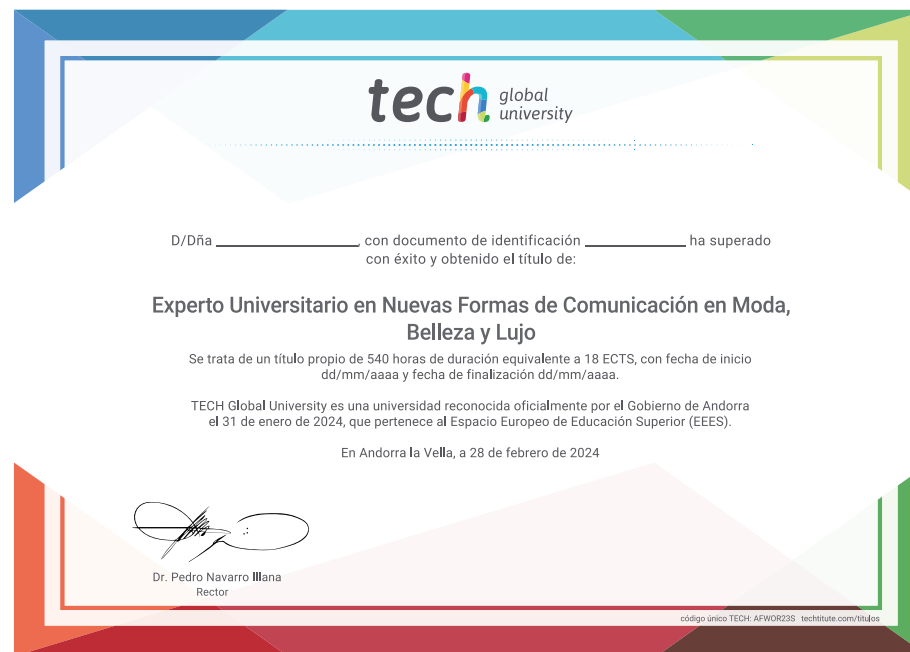 tech global
university
D/Dña ______________, con documento de identificación __________ ha superado
con éxito y obtenido el título de:
Experto Universitario en Nuevas Formas de Comunicación en Moda,
Belleza y Lujo
Se trata de un título propio de 540 horas de duración equivalente a 18 ECTS, con fecha de inicio
dd/mm/aaaa y fecha de finalización dd/mm/aaaa.
TECH Global University es una universidad reconocida oficialmente por el Gobierno de Andorra
el 31 de enero de 2024, que pertenece al Espacio Europeo de Educación Superior (EEES).
En Andorra la Vella, a 28 de febrero de 2024
Dr. Pedro Navarro Illana
Rector
código único TECH: AFWOR23S techtitute.com/titulos